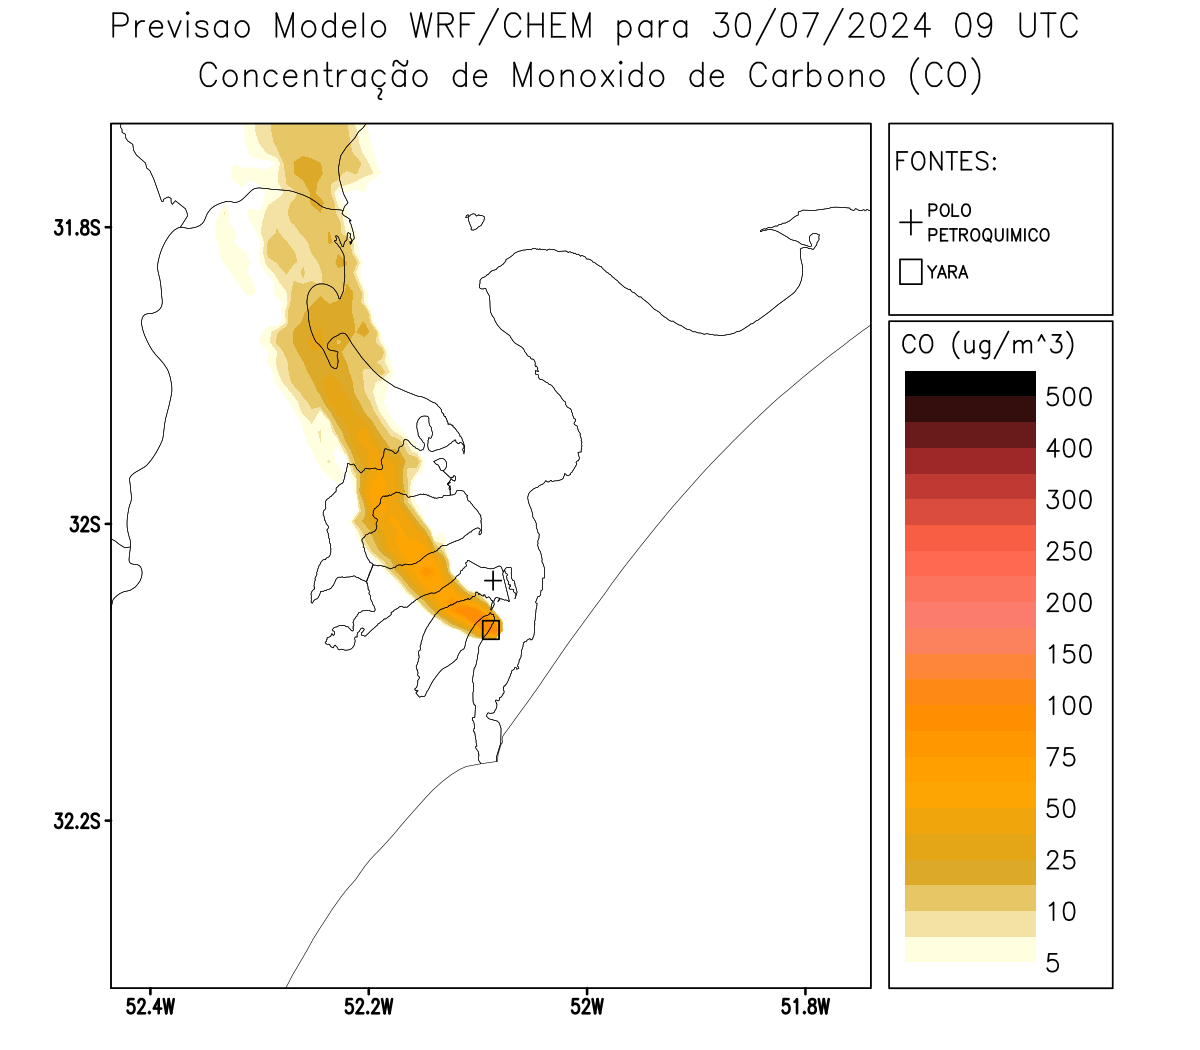 Previsao Modelo WRF/CHEM para 30/07/2024 09 UTC
Concentração de Monoxido de Carbono (CO)
FONTES:
POLO
PETROQUIMICO
YARA
CO (ug/m^3)
500
400
300
250
200
150
100
75
50
25
10
5
31.8S
32S
32.2S
52.4W
52.2W
52W
51.8W